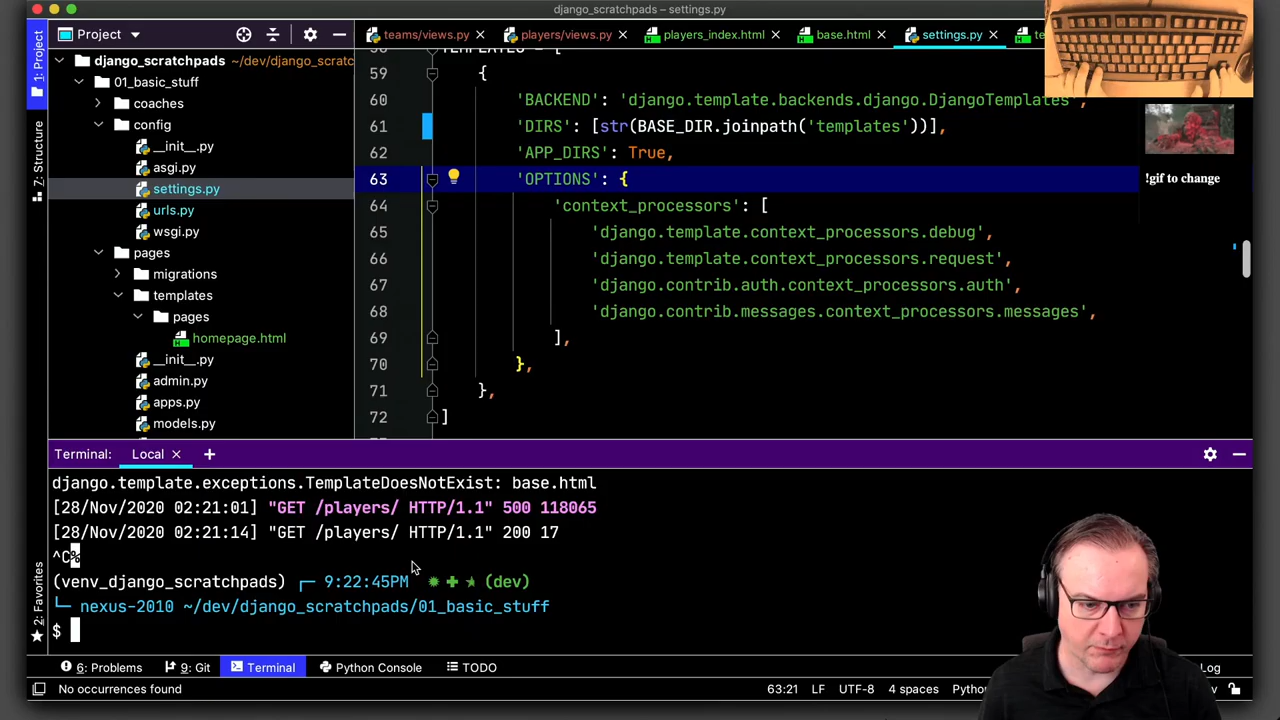 django_scratchpads – settings.py
1: Project
Project
teams/views.py
players/views.py
players_index.html
base.html
settings.py
django_scratchpads ~/dev/django_scratc
01_basic_stuff
coaches
config
__init__.py
asgi.py
settings.py
urls.py
wsgi.py
pages
migrations
templates
pages
homepage.html
__init__.py
admin.py
apps.py
models.py
7: Structure
2: Favorites
59 {
60 'BACKEND': 'django.template.backends.django.DjangoTemplates',
61 'DIRS': [str(BASE_DIR.joinpath('templates'))],
62 'APP_DIRS': True,
63 'OPTIONS': {
64 'context_processors': [
65 'django.template.context_processors.debug',
66 'django.template.context_processors.request',
67 'django.contrib.auth.context_processors.auth',
68 'django.contrib.messages.context_processors.messages',
69 ],
70 },
71 },
72 ]
!gif to change
Terminal: Local
django.template.exceptions.TemplateDoesNotExist: base.html
[28/Nov/2020 02:21:01] "GET /players/ HTTP/1.1" 500 118065
[28/Nov/2020 02:21:14] "GET /players/ HTTP/1.1" 200 17
^C%
(venv_django_scratchpads) 9:22:45PM (dev)
nexus-2010 ~/dev/django_scratchpads/01_basic_stuff
$
6: Problems
9: Git
Terminal
Python Console
TODO
Log
No occurrences found
63:21
LF
UTF-8
4 spaces